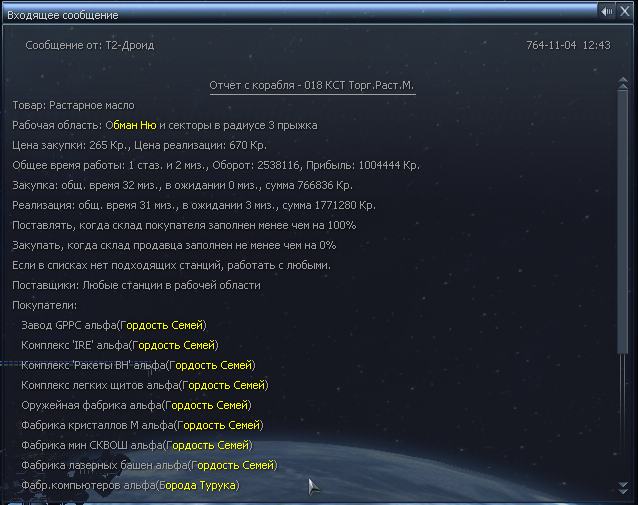 Входящее сообщение
Сообщение от: Т2-Дроид 764-11-04 12:43
Отчет с корабля - 018 КСТ Торг.Раст.М.
Товар: Растарное масло
Рабочая область: Обман Ню и секторы в радиусе 3 прыжка
Цена закупки: 265 Кр., Цена реализации: 670 Кр.
Общее время работы: 1 стаз. и 2 миз., Оборот: 2538116, Прибыль: 1004444 Кр.
Закупка: общ. время 32 миз., в ожидании 0 миз., сумма 766836 Кр.
Реализация: общ. время 31 миз., в ожидании 3 миз., сумма 1771280 Кр.
Поставлять, когда склад покупателя заполнен менее чем на 100%
Закупать, когда склад продавца заполнен не менее чем на 0%
Если в списках нет подходящих станций, работать с любыми.
Поставщики: Любые станции в рабочей области
Покупатели:
Завод GPPC альфа(Гордость Семей)
Комплекс 'IRE' альфа(Гордость Семей)
Комплекс 'Ракеты ВН' альфа(Гордость Семей)
Комплекс легких щитов альфа(Гордость Семей)
Оружейная фабрика альфа(Гордость Семей)
Фабрика кристаллов М альфа(Гордость Семей)
Фабрика мин СКВОШ альфа(Гордость Семей)
Фабрика лазерных башен альфа(Гордость Семей)
Фабр.компьютеров альфа(Борода Турука)